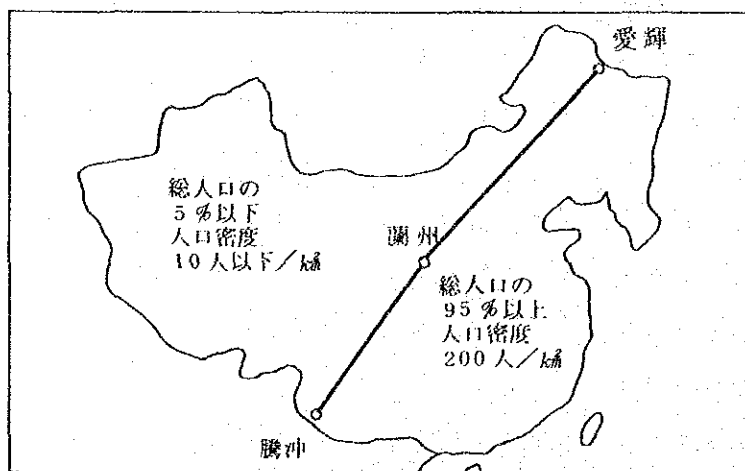 愛輝
総人口の
5%以下
人口密度
10人以下/km²
蘭州
総人口の
95%以上
人口密度
200人/km²
騰冲